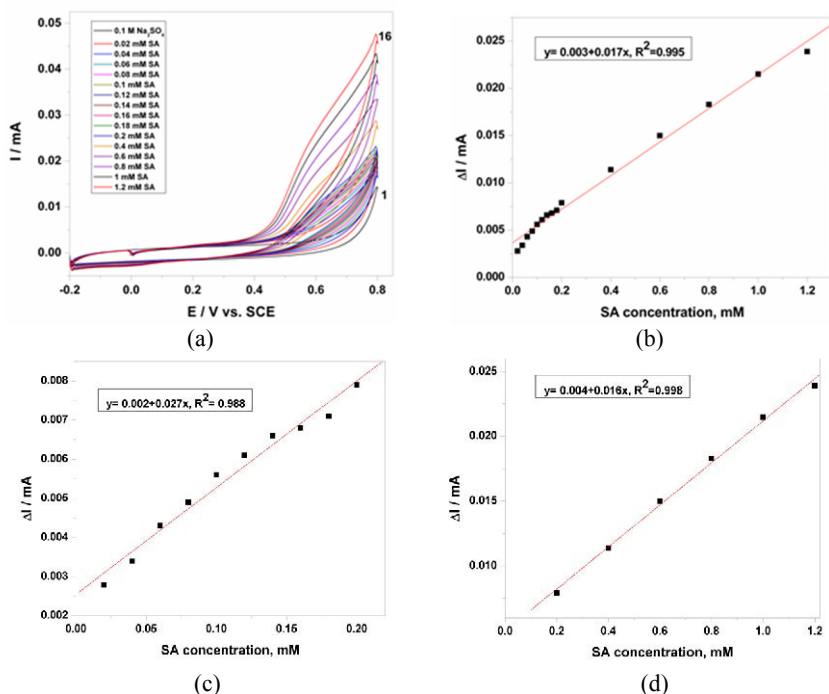 0.05
0.04
0.03
0.02
0.01
0.00
I / mA
0.1 M Na₂SO₄
0.02 mM SA
0.04 mM SA
0.06 mM SA
0.08 mM SA
0.1 mM SA
0.12 mM SA
0.14 mM SA
0.16 mM SA
0.18 mM SA
0.2 mM SA
0.4 mM SA
0.6 mM SA
0.8 mM SA
1 mM SA
1.2 mM SA
16
1
-0.2 0.0 0.2 0.4 0.6 0.8
E / V vs. SCE
(a)
0.025
0.020
0.015
0.010
0.005
0.000
ΔI / mA
y= 0.003+0.017x, R²=0.995
0.0 0.2 0.4 0.6 0.8 1.0 1.2
SA concentration, mM
(b)
0.008
0.007
0.006
0.005
0.004
0.003
0.002
ΔI / mA
y= 0.002+0.027x, R²= 0.988
0.00 0.05 0.10 0.15 0.20
SA concentration, mM
(c)
0.025
0.020
0.015
0.010
ΔI / mA
y= 0.004+0.016x, R²=0.998
0.0 0.2 0.4 0.6 0.8 1.0 1.2
SA concentration, mM
(d)